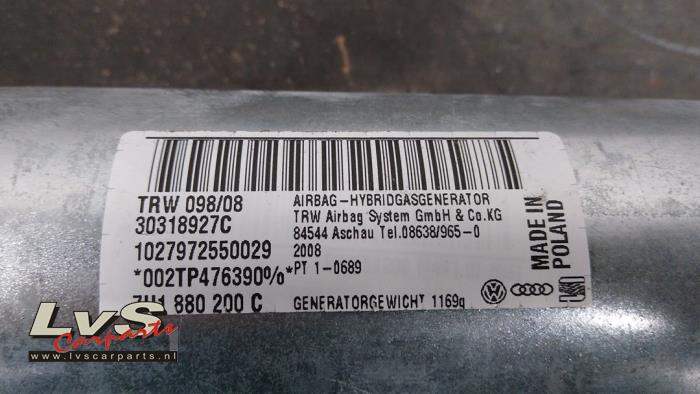 TRW 098/08
30318927C
1027972550029
*002TP476390%*
880 200 C
AIRBAG-HYBRIDGASGENERATOR
TRW Airbag System GmbH & Co.KG
84544 Aschau Tel.08638/965-0
2008
PT 1-0689
GENERATORGEWICHT 1169g
MADE IN
POLAND
LvS
Carparts
www.lvscarparts.nl